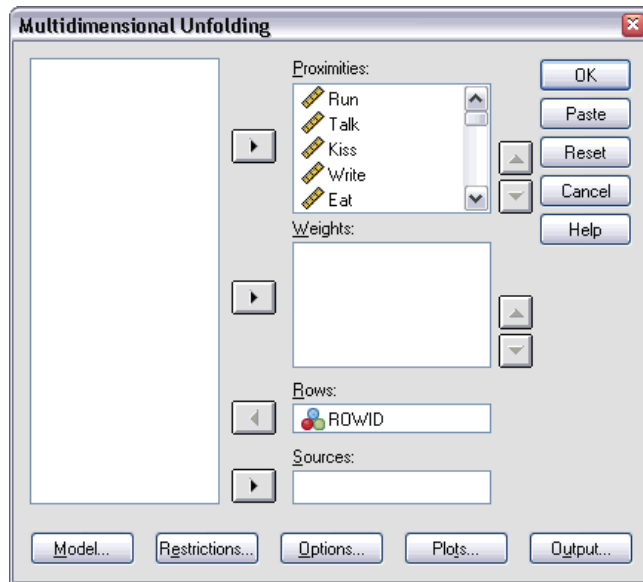 Multidimensional Unfolding
Proximities:
Run
Talk
Kiss
Write
Eat
Weights:
Rows:
ROWID
Sources:
OK
Paste
Reset
Cancel
Help
Model...
Restrictions...
Options...
Plots...
Output...